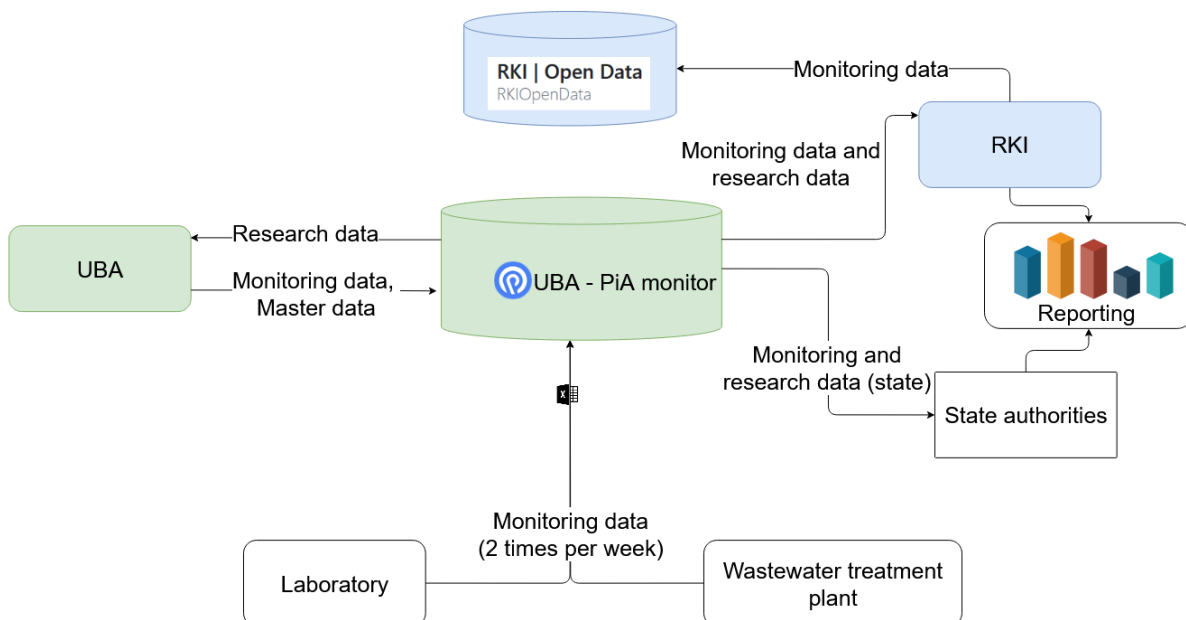 RKI | Open Data
RKIOpenData
Monitoring data
RKI
Monitoring data and
research data
UBA
Research data
Monitoring data,
Master data
UBA - PiA monitor
Reporting
Monitoring and
research data (state)
State authorities
X
Monitoring data
(2 times per week)
Laboratory
Wastewater treatment
plant